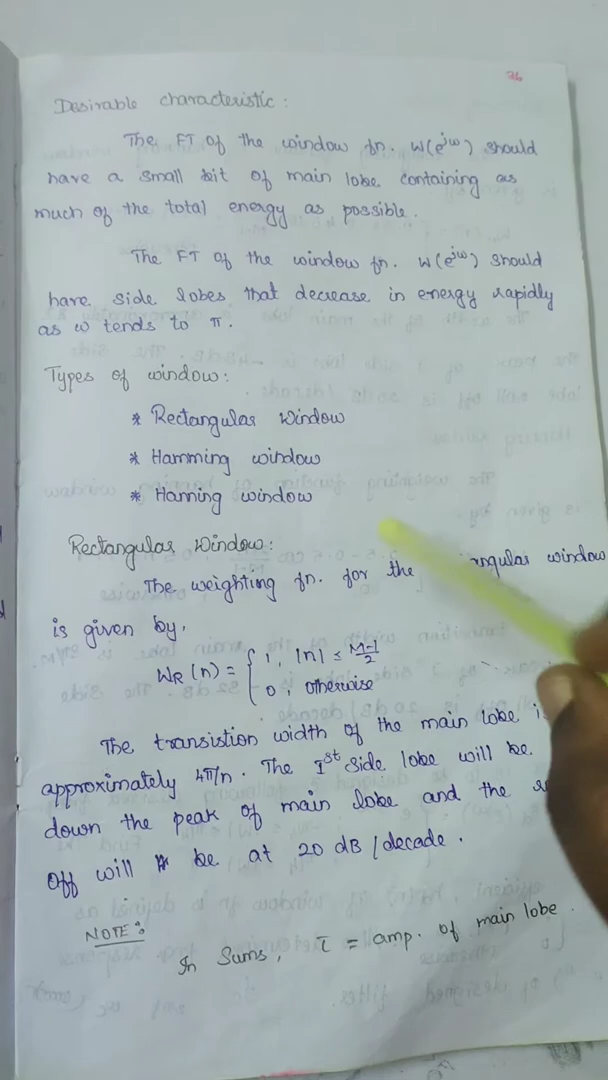 76
Desirable characteristic:
The FT of the window fn. W(e^jω) should
have a small bit of main lobe containing as
much of the total energy as possible.
The FT of the window fn. W(e^jω) should
have side lobes that decrease in energy rapidly
as ω tends to π.
Types of window:
* Rectangular window
* Hamming window
* Hanning window
Rectangular window:
The weighting fn. for the angular window
is given by,
WR(n) = { 1, |n| ≤ M-1/2
0, otherwise
The transistion width of the main lobe is
approximately 4π/n. The Ist side lobe will be
down the peak of main lobe and the
off will be at 20 dB/decade.
NOTE:
In Sums, τ = amp. of main lobe